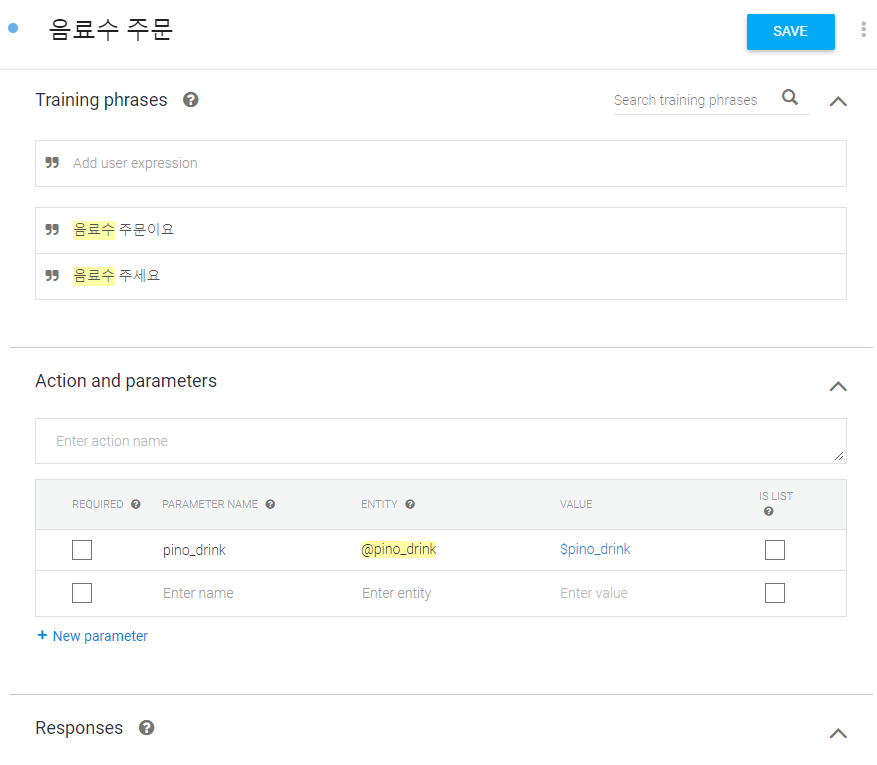 음료수 주문
SAVE
Training phrases
Search training phrases
Add user expression
음료수 주문이요
음료수 주세요
Action and parameters
Enter action name
REQUIRED PARAMETER NAME ENTITY VALUE IS LIST
pino_drink @pino_drink $pino_drink
Enter name Enter entity Enter value
+ New parameter
Responses